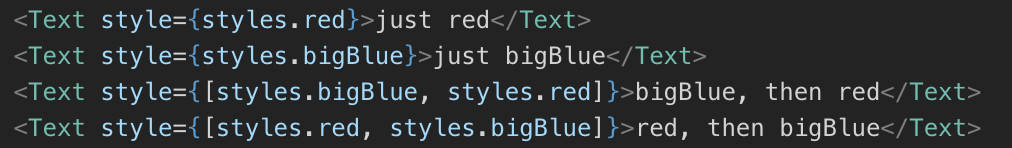 <Text style={styles.red}>just red</Text>
<Text style={styles.bigBlue}>just bigBlue</Text>
<Text style={[styles.bigBlue, styles.red]}>bigBlue, then red</Text>
<Text style={[styles.red, styles.bigBlue]}>red, then bigBlue</Text>